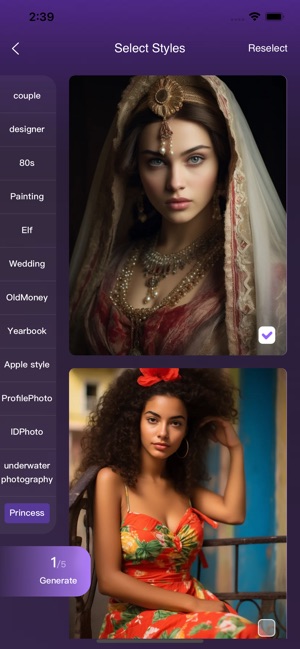 2:39
Select Styles
Reselect
couple
designer
80s
Painting
Elf
Wedding
OldMoney
Yearbook
Apple style
ProfilePhoto
IDPhoto
underwater
photography
Princess
1/5
Generate